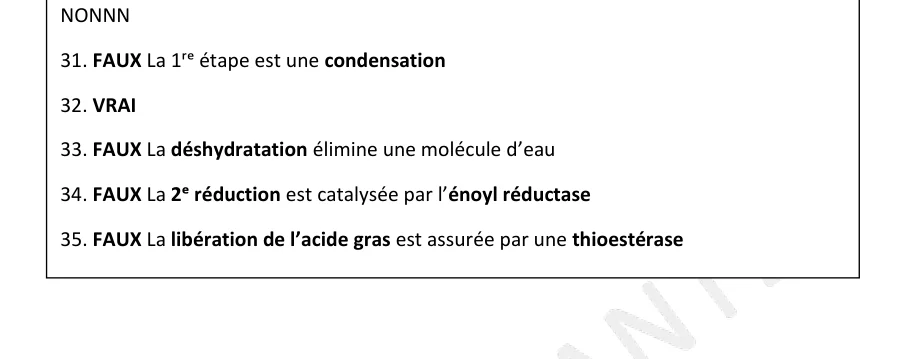 NONNN
31. FAUX La 1re étape est une condensation
32. VRAI
33. FAUX La déshydratation élimine une molécule d’eau
34. FAUX La 2e réduction est catalysée par l’énoyl réductase
35. FAUX La libération de l’acide gras est assurée par une thioestérase